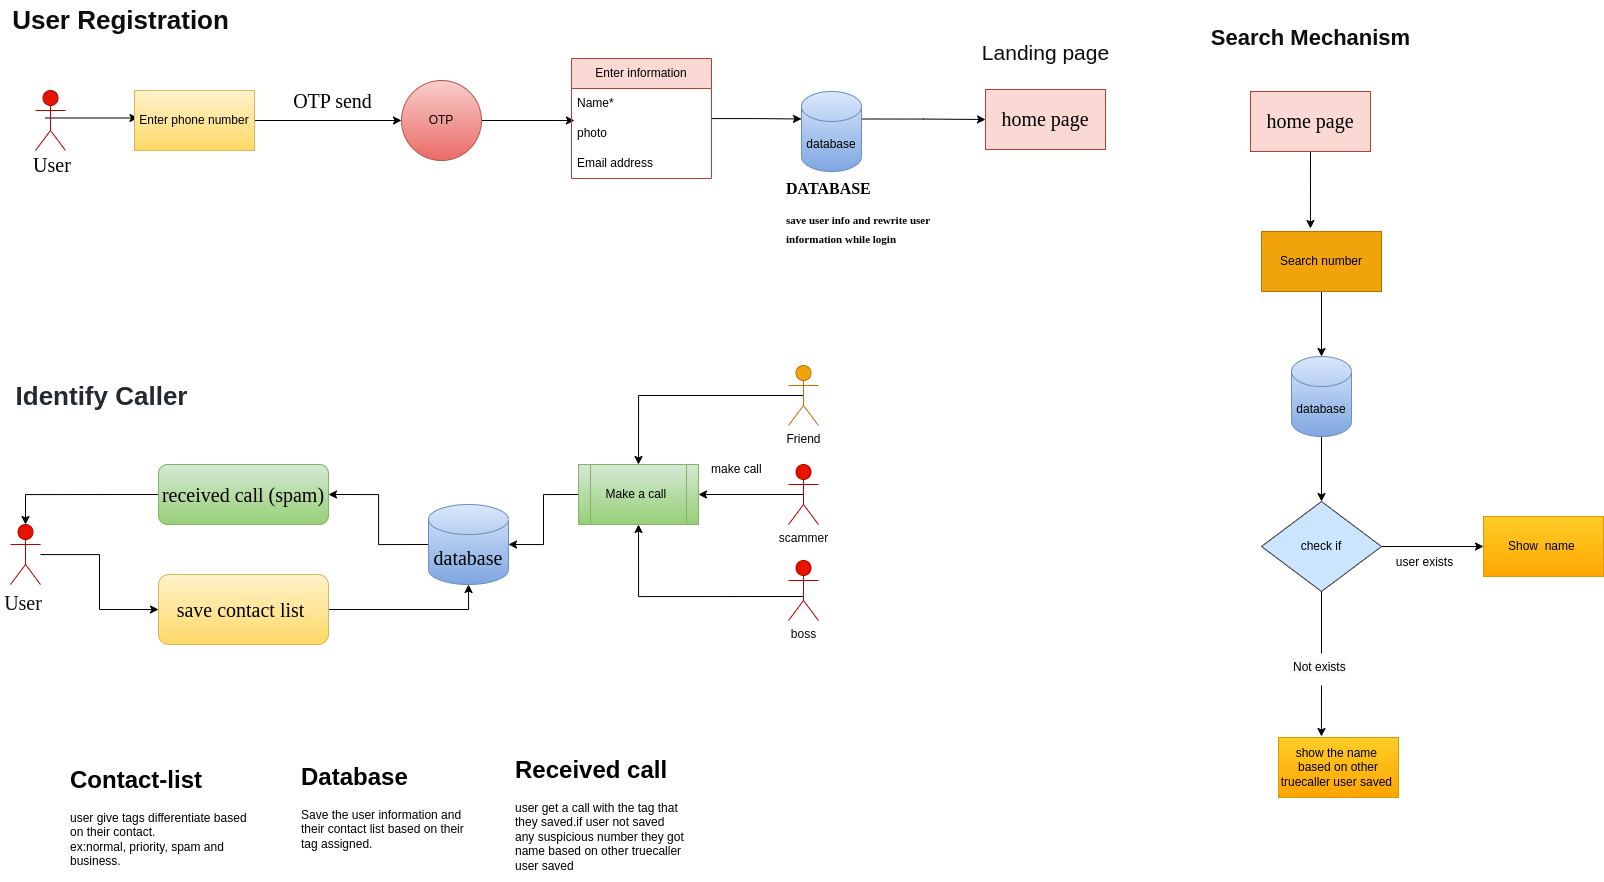 User Registration
User
Enter phone number
OTP send
OTP
Enter information
Name*
photo
Email address
database
DATABASE
save user info and rewrite user
information while login
Landing page
home page
Search Mechanism
home page
Search number
database
check if
user exists
Show  name
Not exists
show the name
based on other
truecaller user saved
Identify Caller
received call (spam)
User
save contact list
database
Make a call
make call
Friend
scammer
boss
Contact-list
user give tags differentiate based
on their contact.
ex:normal, priority, spam and
business.
Database
Save the user information and
their contact list based on their
tag assigned.
Received call
user get a call with the tag that
they saved.if user not saved
any suspicious number they got
name based on other truecaller
user saved